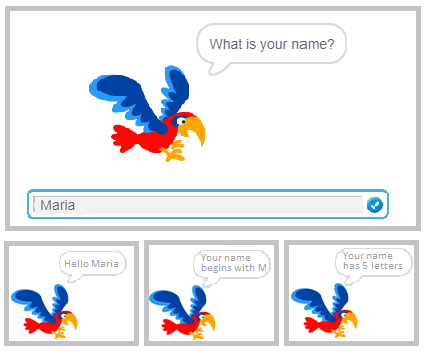 What is your name?
Maria
Hello Maria
Your name
begins with M
Your name
has 5 letters